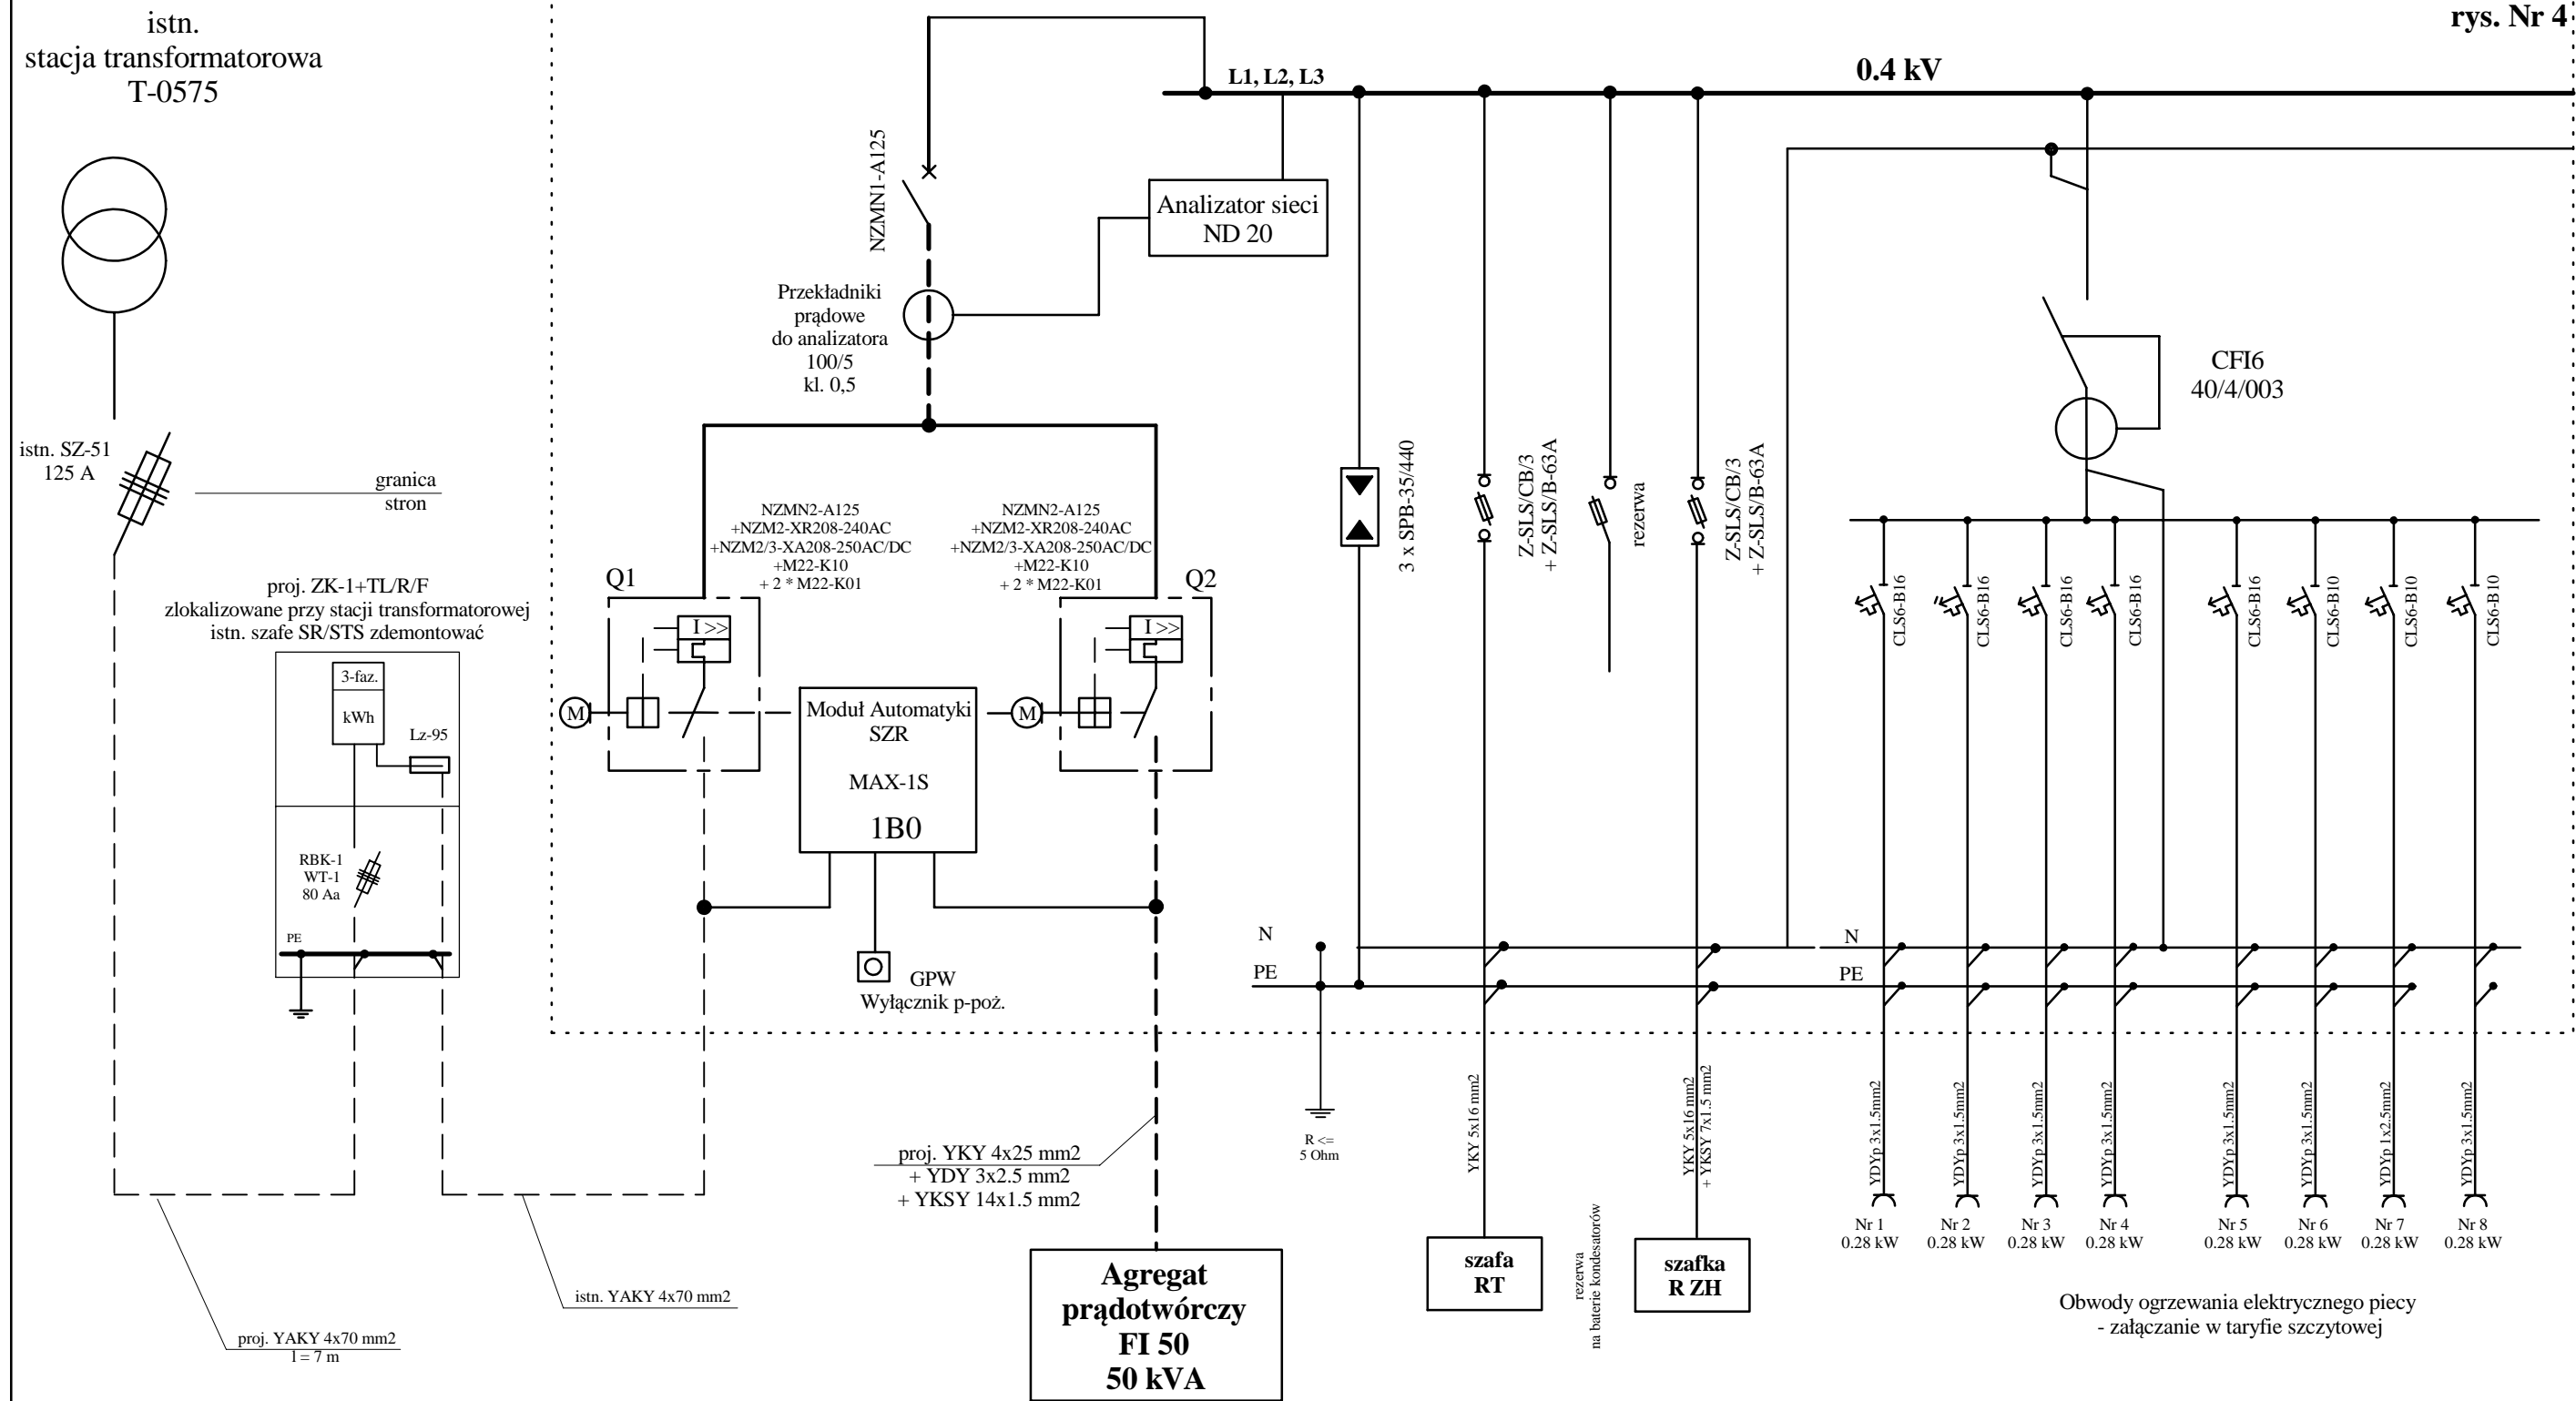 istn.
stacja transformatorowa
T-0575
rys. Nr 4
L1, L2, L3
0.4 kV
NZMN1-A125
Analizator sieci
ND 20
Przekładniki
prądowe
do analizatora
100/5
kl. 0,5
CFI6
40/4/003
istn. SZ-51
125 A
granica
stron
3 x SPB-35/440
Z-SLS/CB/3
+ Z-SLS/B-63A
rezerwa
Z-SLS/CB/3
+ Z-SLS/B-63A
NZMN2-A125
+NZM2-XR208-240AC
+NZM2/3-XA208-250AC/DC
+M22-K10
+ 2 * M22-K01
NZMN2-A125
+NZM2-XR208-240AC
+NZM2/3-XA208-250AC/DC
+M22-K10
+ 2 * M22-K01
Q1
Q2
I >>
I >>
M
M
proj. ZK-1+TL/R/F
zlokalizowane przy stacji transformatorowej
istn. szafe SR/STS zdemontować
3-faz.
kWh
Lz-95
RBK-1
WT-1
80 Aa
PE
Moduł Automatyki
SZR
MAX-1S
1B0
GPW
Wyłącznik p-poż.
CLS6-B16
CLS6-B16
CLS6-B16
CLS6-B16
CLS6-B16
CLS6-B10
CLS6-B10
CLS6-B10
N
PE
N
PE
R <=
5 Ohm
YKY 5x16 mm2
YKY 5x16 mm2
+ YKSY 7x1.5 mm2
YDYp 3x1.5mm2
YDYp 3x1.5mm2
YDYp 3x1.5mm2
YDYp 3x1.5mm2
YDYp 3x1.5mm2
YDYp 3x1.5mm2
YDYp 1x2.5mm2
YDYp 3x1.5mm2
proj. YKY 4x25 mm2
+ YDY 3x2.5 mm2
+ YKSY 14x1.5 mm2
istn. YAKY 4x70 mm2
proj. YAKY 4x70 mm2
l = 7 m
Agregat
prądotwórczy
FI 50
50 kVA
szafa
RT
rezerwa
na baterie kondesatorów
szafka
R ZH
Nr 1
0.28 kW
Nr 2
0.28 kW
Nr 3
0.28 kW
Nr 4
0.28 kW
Nr 5
0.28 kW
Nr 6
0.28 kW
Nr 7
0.28 kW
Nr 8
0.28 kW
Obwody ogrzewania elektrycznego piecy
- załączanie w taryfie szczytowej